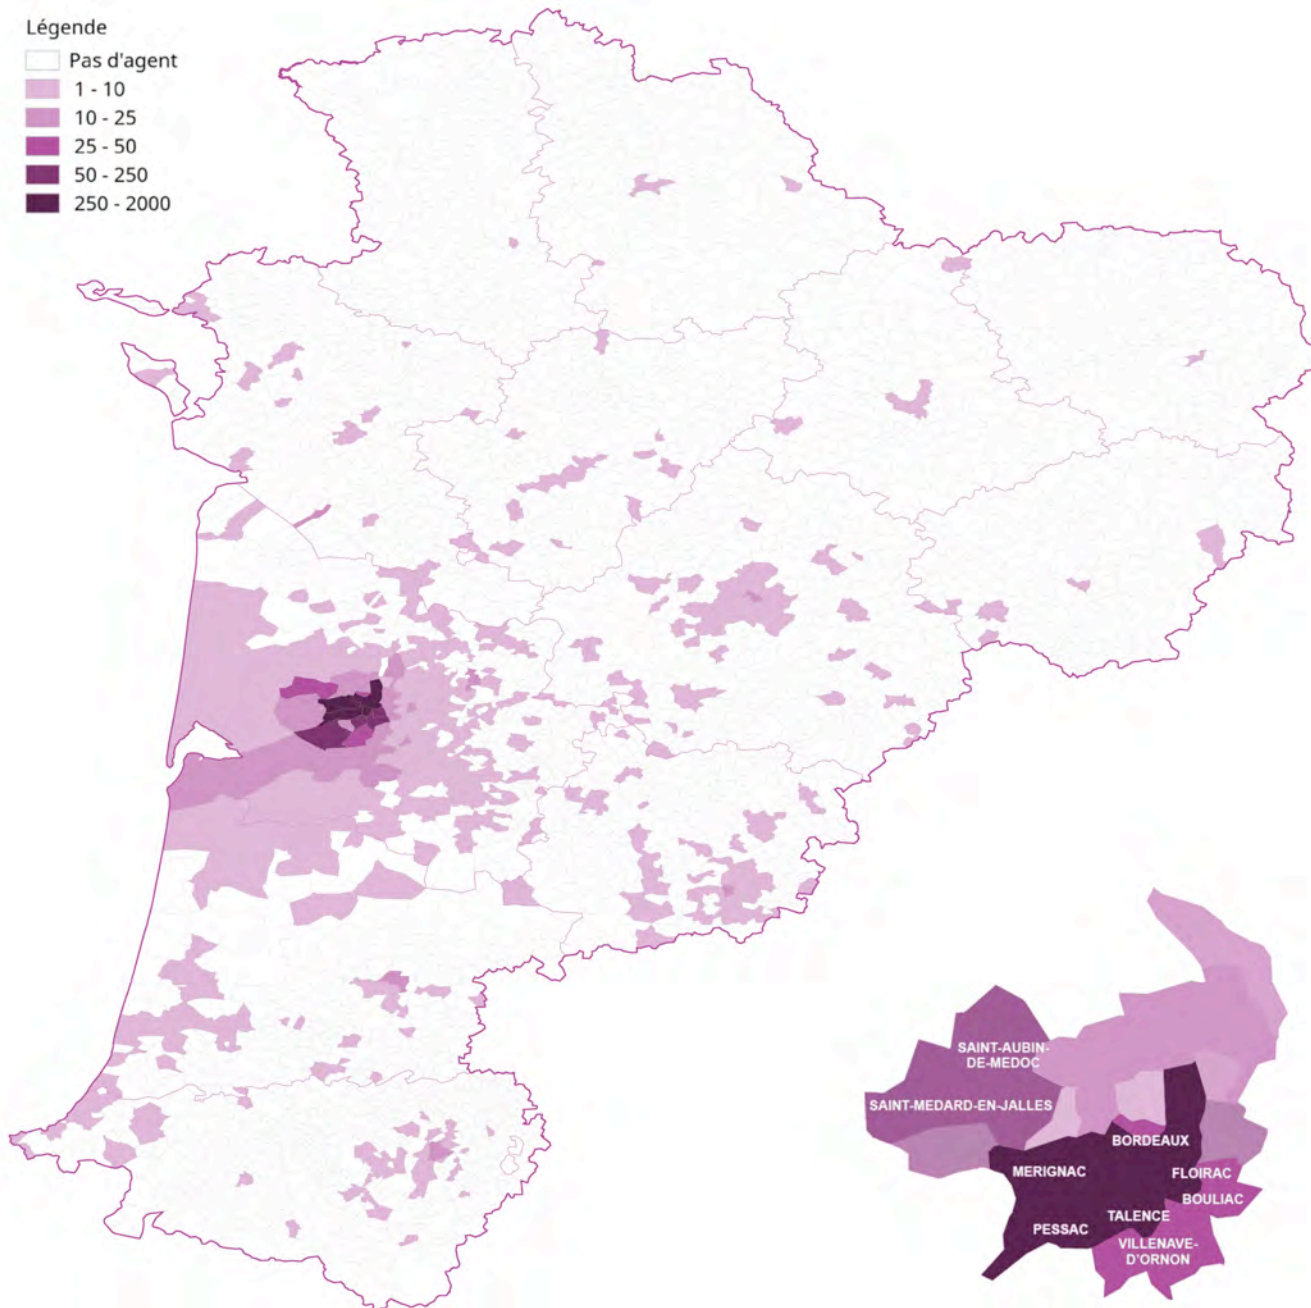 Légende
Pas d'agent
1 - 10
10 - 25
25 - 50
50 - 250
250 - 2000
SAINT-AUBIN-
DE-MEDOC
SAINT-MEDARD-EN-JALLES
BORDEAUX
MERIGNAC
FLOIRAC
BOULIAC
TALENCE
PESSAC
VILLENAVE-
D'ORNON